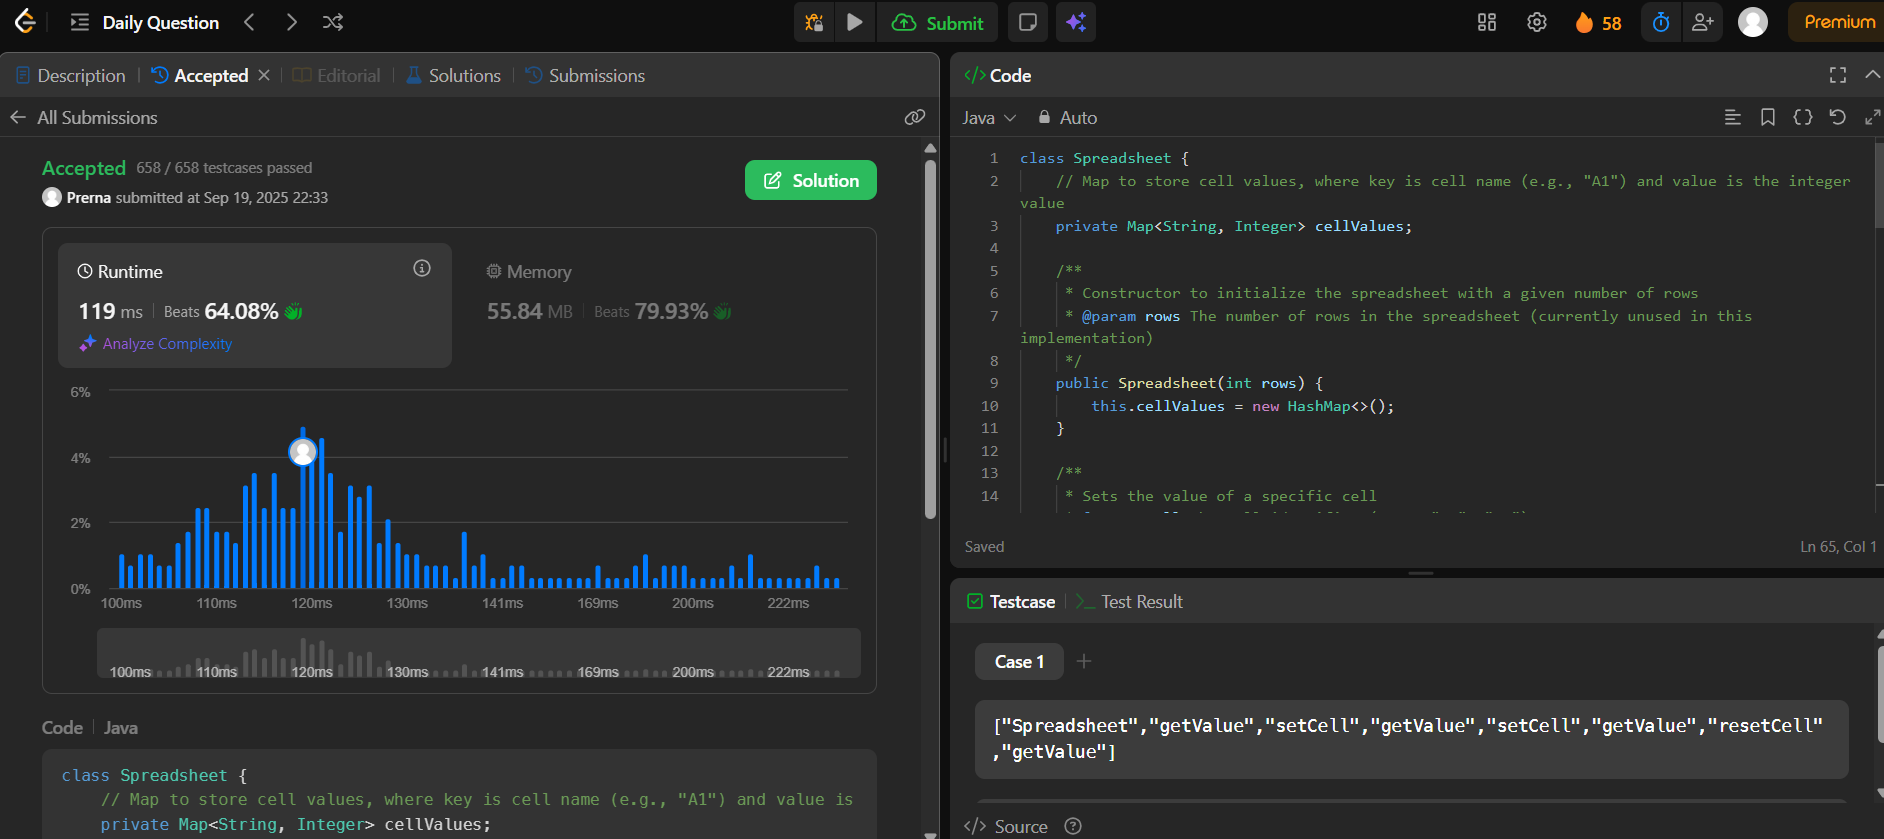 Daily Question
Submit
58
Premium
Description
Accepted
Editorial
Solutions
Submissions
All Submissions
Accepted 658 / 658 testcases passed
Prerna submitted at Sep 19, 2025 22:33
Solution
Runtime
119 ms Beats 64.08%
Analyze Complexity
Memory
55.84 MB Beats 79.93%
6%
4%
2%
0%
100ms 110ms 120ms 130ms 141ms 169ms 200ms 222ms
100ms 110ms 120ms 130ms 141ms 169ms 200ms 222ms
Code Java
class Spreadsheet {
// Map to store cell values, where key is cell name (e.g., "A1") and value is
private Map<String, Integer> cellValues;
</> Code
Java Auto
1 class Spreadsheet {
2 // Map to store cell values, where key is cell name (e.g., "A1") and value is the integer
value
3 private Map<String, Integer> cellValues;
4
5 /**
6 * Constructor to initialize the spreadsheet with a given number of rows
7 * @param rows The number of rows in the spreadsheet (currently unused in this
implementation)
8 */
9 public Spreadsheet(int rows) {
10 this.cellValues = new HashMap<>();
11 }
12
13 /**
14 * Sets the value of a specific cell
Saved
Ln 65, Col 1
Testcase
>_ Test Result
Case 1 +
["Spreadsheet","getValue","setCell","getValue","setCell","getValue","resetCell"
,"getValue"]
</> Source